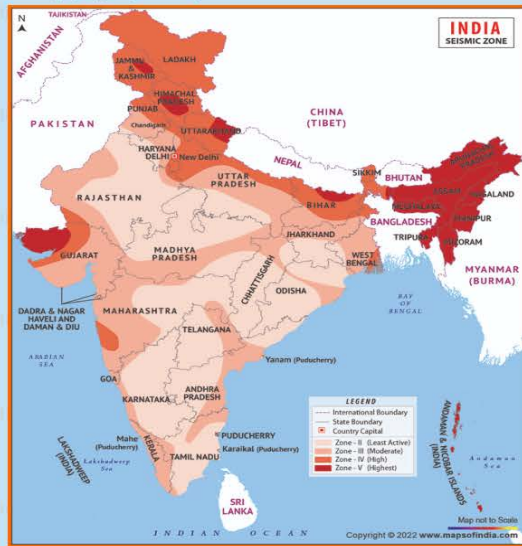 INDIA
SEISMIC ZONE
N
TAJIKISTAN
AFGHANISTAN
PAKISTAN
CHINA
(TIBET)
NEPAL
BHUTAN
BANGLADESH
MYANMAR
(BURMA)
SRI
LANKA
LADAKH
JAMMU
&
KASHMIR
HIMACHAL
PRADESH
PUNJAB
Chandigarh
UTTARAKHAND
HARYANA
DELHI
New Delhi
RAJASTHAN
UTTAR
PRADESH
BIHAR
SIKKIM
ARUNACHAL
PRADESH
ASSAM
NAGALAND
MEGHALAYA
MANIPUR
TRIPURA
MIZORAM
WEST
BENGAL
JHARKHAND
GUJARAT
MADHYA
PRADESH
CHHATTISGARH
ODISHA
DADRA & NAGAR
HAVELI AND
DAMAN & DIU
MAHARASHTRA
TELANGANA
Yanam (Puducherry)
GOA
KARNATAKA
ANDHRA
PRADESH
PUDUCHERRY
Karaikal (Puducherry)
Mahe
(Puducherry)
KERALA
TAMIL NADU
LAKSHADWEEP
(INDIA)
Lakshadweep
Sea
ARABIAN
SEA
BAY
OF
BENGAL
ANDAMAN & NICOBAR ISLANDS
(INDIA)
Andaman
Sea
INDIAN OCEAN
LEGEND
International Boundary
State Boundary
Country Capital
Zone - II (Least Active)
Zone - III (Moderate)
Zone - IV (High)
Zone - V (Highest)
Map not to Scale
Copyright © 2022 www.mapsofindia.com